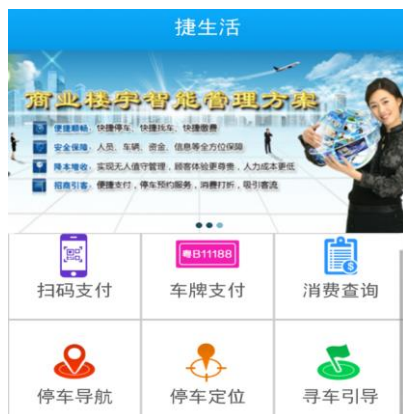 捷生活
商业楼宇智能管理方案
便捷顺畅：快捷停车、快捷找车、快捷缴费
安全保障：人员、车辆、资金、信息等全方位保障
降本增收：实现无人值守管理，顾客体验更尊贵，人力成本更低
招商引客：便捷支付，停车预约服务，消费打折，吸引客流
粤B11188
扫码支付 车牌支付 消费查询
停车导航 停车定位 寻车引导